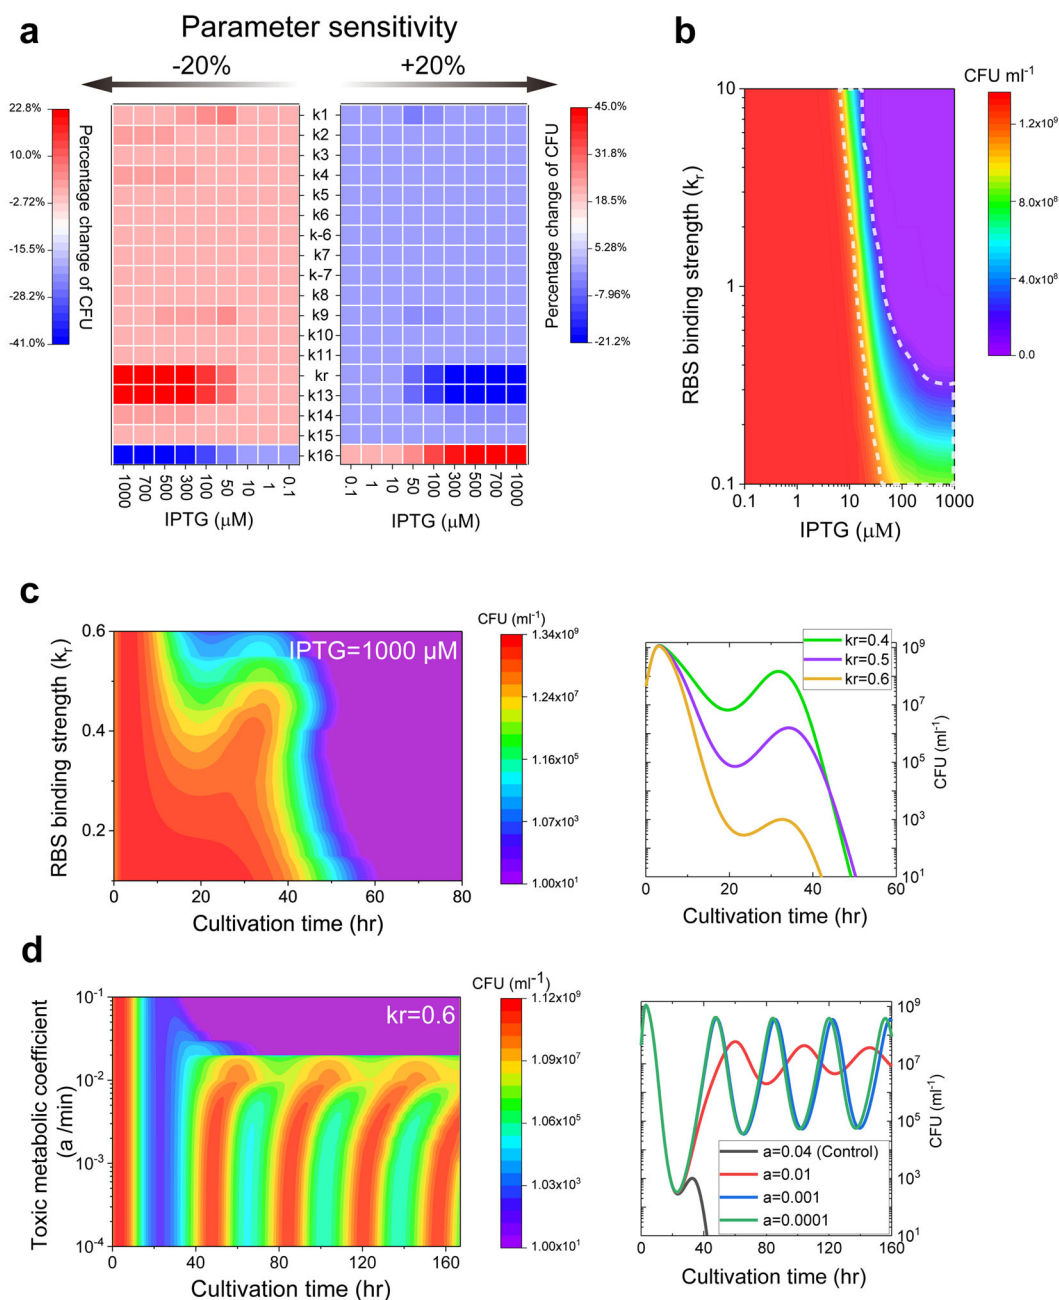 a
Parameter sensitivity
-20%
+20%
22.8%
10.0%
-2.72%
-15.5%
-28.2%
-41.0%
Percentage change of CFU
k1
k2
k3
k4
k5
k6
k-6
k7
k-7
k8
k9
k10
k11
kr
k13
k14
k15
k16
45.0%
31.8%
18.5%
5.28%
-7.96%
-21.2%
Percentage change of CFU
1000
700
500
300
100
50
10
1
0.1
IPTG (μM)
0.1
1
10
50
100
300
500
700
1000
IPTG (μM)
b
CFU ml⁻¹
1.2x10⁹
8.0x10⁸
4.0x10⁸
0.0
RBS binding strength (kᵣ)
10
1
0.1
0.1 1 10 100 1000
IPTG (μM)
c
RBS binding strength (kᵣ)
0.6
0.4
0.2
IPTG=1000 μM
0 20 40 60 80
Cultivation time (hr)
CFU (ml⁻¹)
1.34x10⁹
1.24x10⁷
1.16x10⁵
1.07x10³
1.00x10¹
kr=0.4
kr=0.5
kr=0.6
10⁹
10⁷
10⁵
10³
10¹
CFU (ml⁻¹)
0 20 40 60
Cultivation time (hr)
d
Toxic metabolic coefficient
(a /min)
10⁻¹
10⁻²
10⁻³
10⁻⁴
kr=0.6
0 40 80 120 160
Cultivation time (hr)
CFU (ml⁻¹)
1.12x10⁹
1.09x10⁷
1.06x10⁵
1.03x10³
1.00x10¹
a=0.04 (Control)
a=0.01
a=0.001
a=0.0001
10⁹
10⁷
10⁵
10³
10¹
CFU (ml⁻¹)
0 40 80 120 160
Cultivation time (hr)